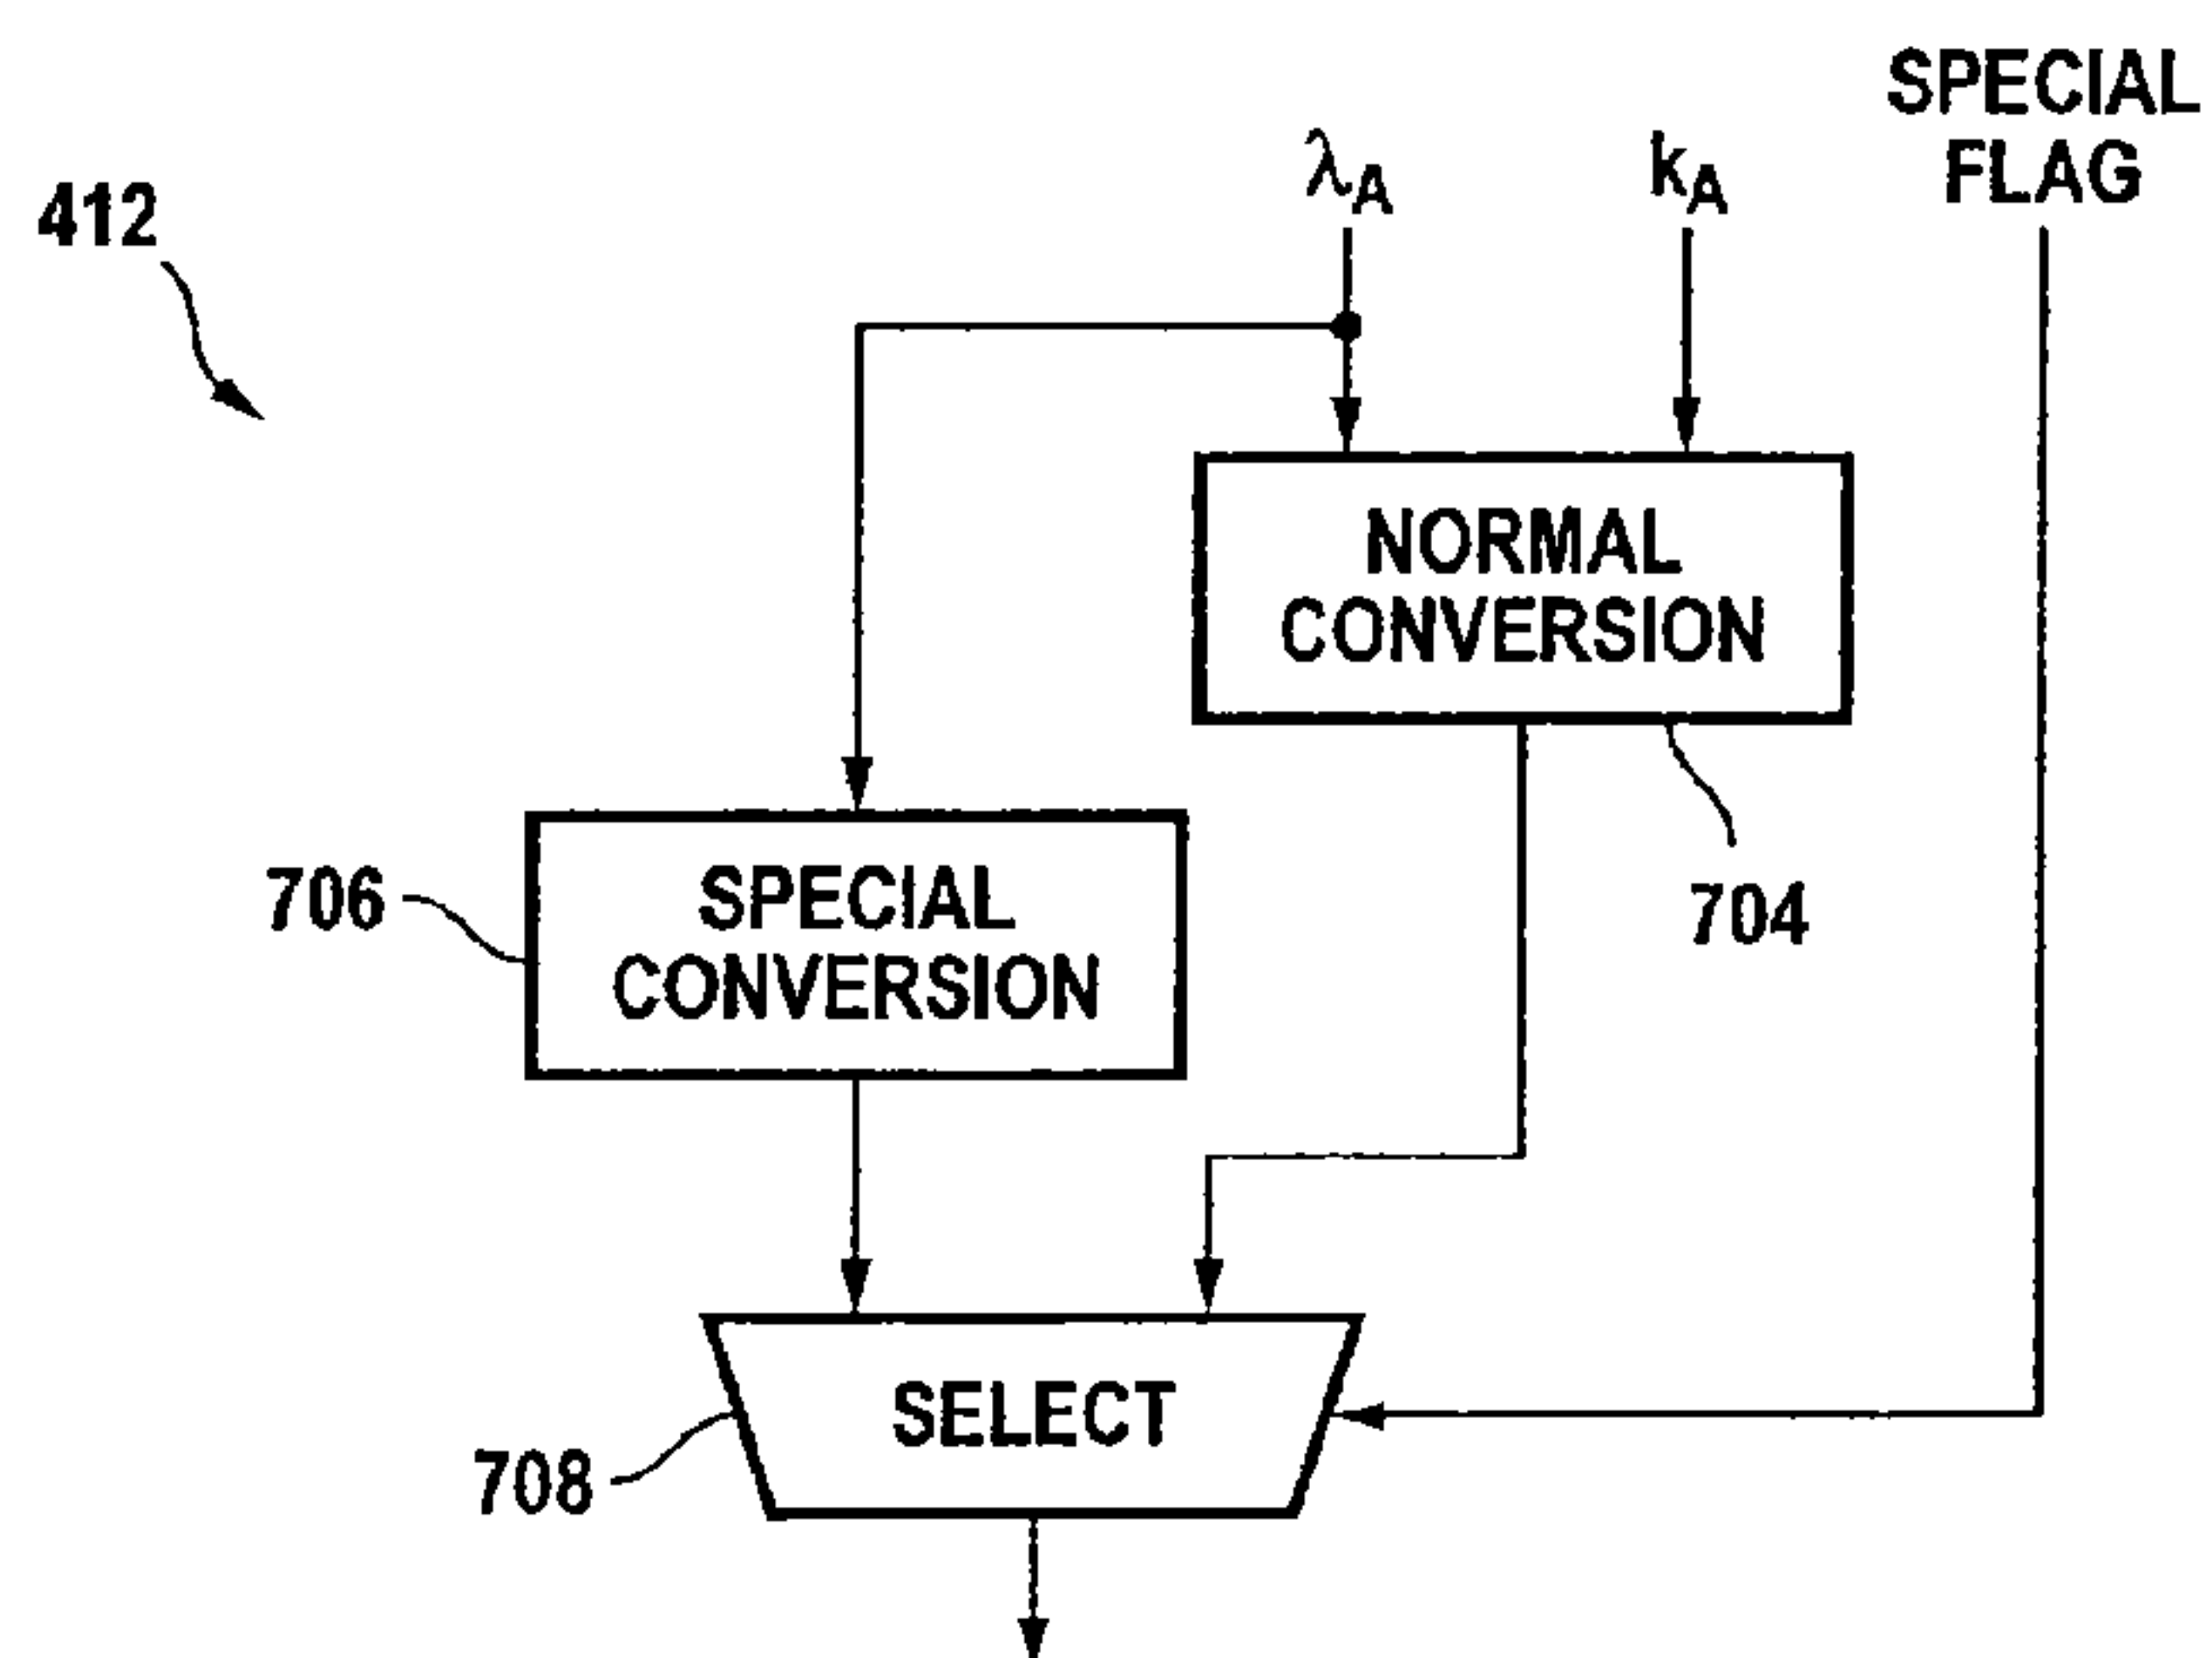 SPECIAL
FLAG
λA
kA
412
NORMAL
CONVERSION
704
706
SPECIAL
CONVERSION
SELECT
708